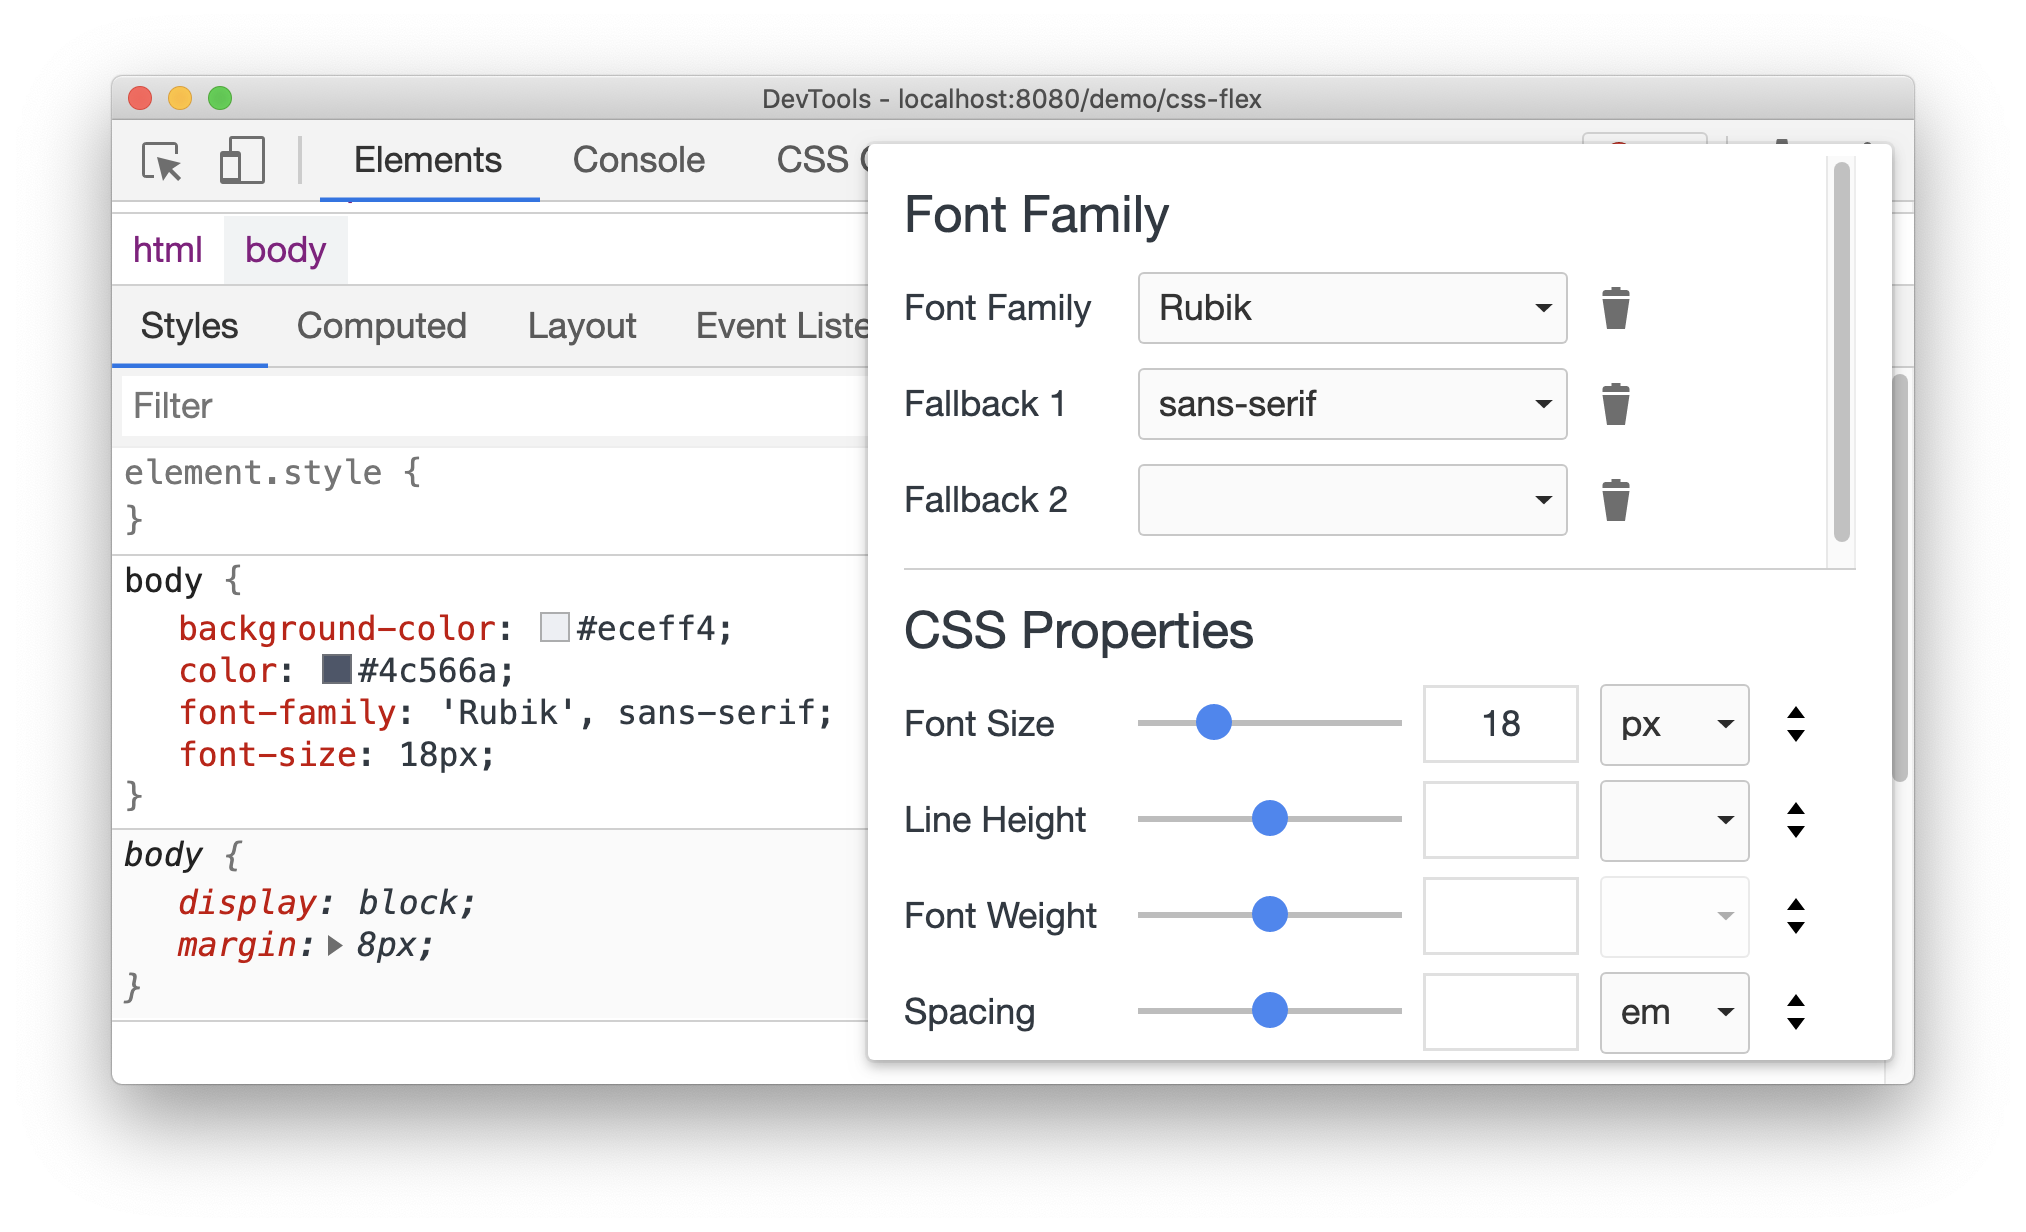 DevTools - localhost:8080/demo/css-flex
Elements Console CSS
html body
Styles Computed Layout Event Liste
Filter
element.style {
}
body {
background-color: #eceff4;
color: #4c566a;
font-family: 'Rubik', sans-serif;
font-size: 18px;
}
body {
display: block;
margin: 8px;
}
Font Family
Font Family Rubik
Fallback 1 sans-serif
Fallback 2
CSS Properties
Font Size 18 px
Line Height
Font Weight
Spacing em